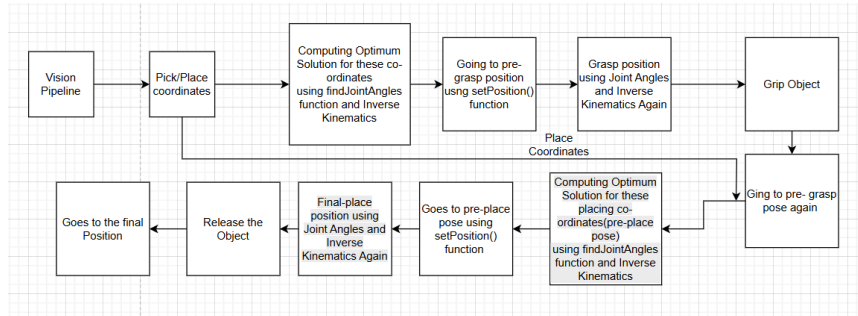 Vision
Pipeline
Pick/Place
coordinates
Computing Optimum
Solution for these co-
ordinates
using findJointAngles
function and Inverse
Kinematics
Going to pre-
grasp position
usng setPosition()
function
Grasp position
using Joint Angles
and Inverse
Kinematics Again
Grip Object
Place
Coordinates
Ging to pre- grasp
pose again
Computing Optimum
Solution for these
placing co-
ordinates(pre-place
pose)
using findJointAngles
function and Inverse
Kinematics
Goes to pre-place
pose using
setPosition()
function
Final-place
position using
Joint Angles and
Inverse
Kinematics Again
Release the
Object
Goes to the final
Position